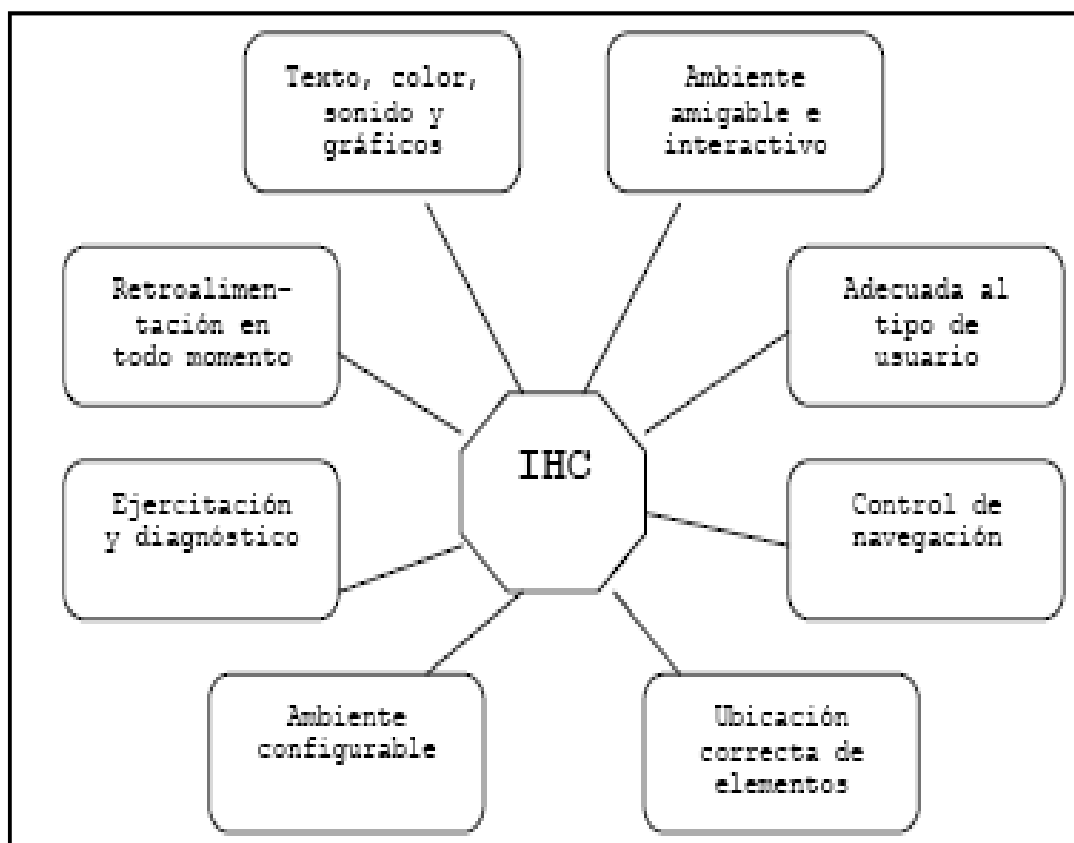 Texto, color,
sonido y
gráficos
Ambiente
amigable e
interactivo
Retroalimen-
tación en
todo momento
Adecuada al
tipo de
usuario
IHC
Ejercitación
y diagnóstico
Control de
navegación
Ambiente
configurable
Ubicación
correcta de
elementos